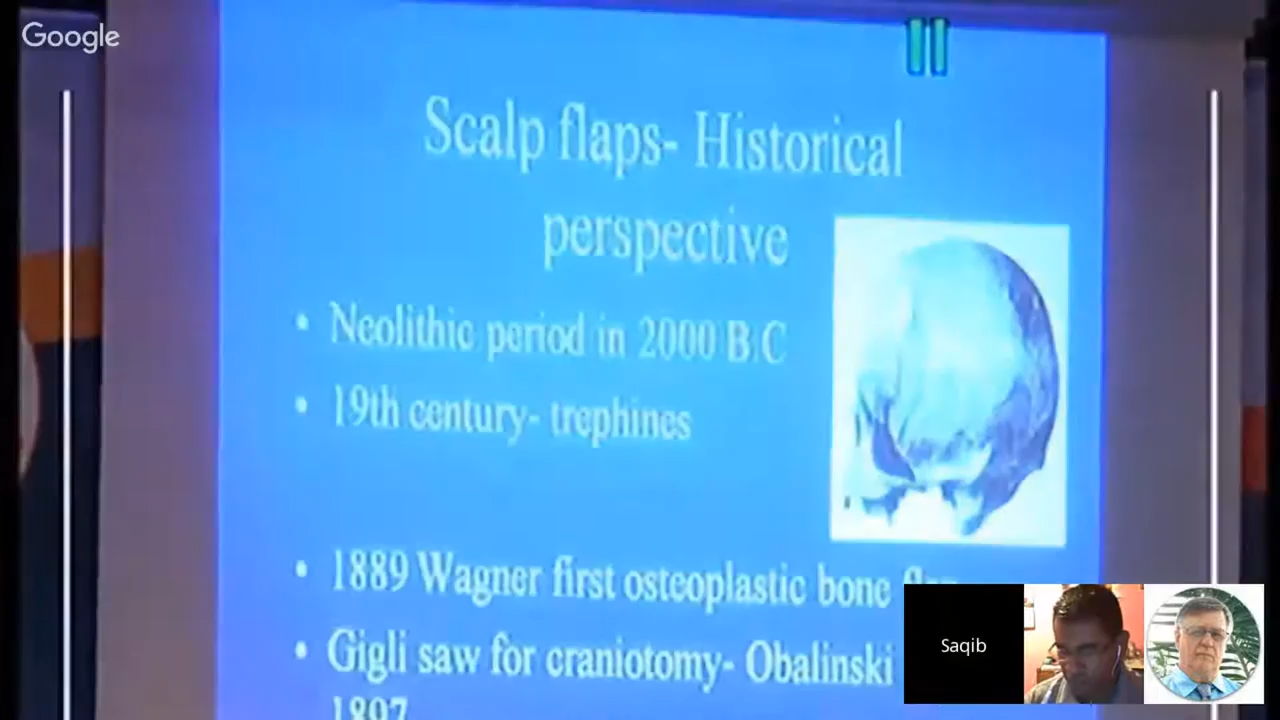 Google
Scalp flaps- Historical
perspective
• Neolithic period in 2000 B.C
• 19th century- trephines
• 1889 Wagner first osteoplastic bone
• Gigli saw for craniotomy- Obalinski
1897
Saqib